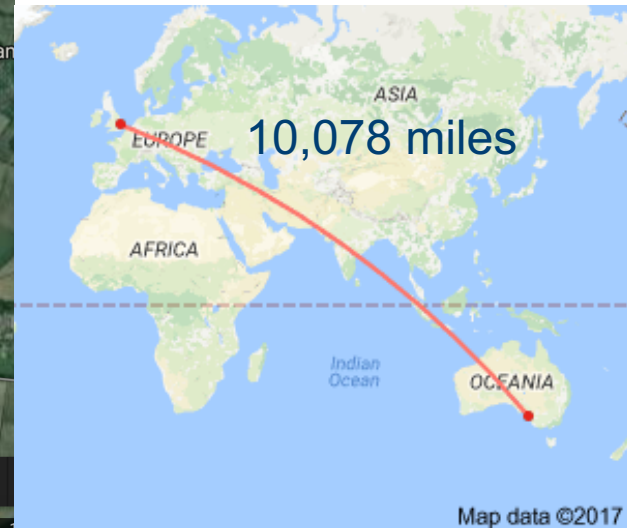 ASIA
EUROPE
10,078 miles
AFRICA
Indian
Ocean
OCEANIA
Map data ©2017